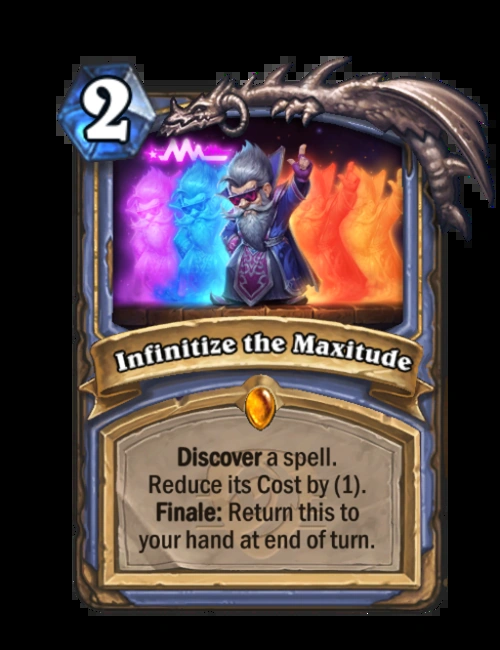 2
Infinitize the Maxitude
Discover a spell.
Reduce its Cost by (1).
Finale: Return this to
your hand at end of turn.